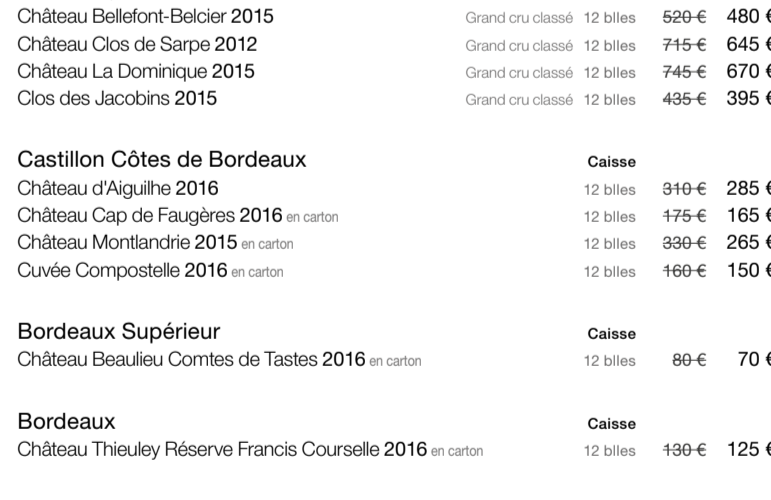 Château Bellefont-Belcier 2015 Grand cru classé 12 blles 520 € 480 €
Château Clos de Sarpe 2012 Grand cru classé 12 blles 715 € 645 €
Château La Dominique 2015 Grand cru classé 12 blles 745 € 670 €
Clos des Jacobins 2015 Grand cru classé 12 blles 435 € 395 €
Castillon Côtes de Bordeaux Caisse
Château d'Aiguilhe 2016 12 blles 310 € 285 €
Château Cap de Faugères 2016 en carton 12 blles 175 € 165 €
Château Montlandrie 2015 en carton 12 blles 330 € 265 €
Cuvée Compostelle 2016 en carton 12 blles 160 € 150 €
Bordeaux Supérieur Caisse
Château Beaulieu Comtes de Tastes 2016 en carton 12 blles 80 € 70 €
Bordeaux Caisse
Château Thieuley Réserve Francis Courselle 2016 en carton 12 blles 130 € 125 €